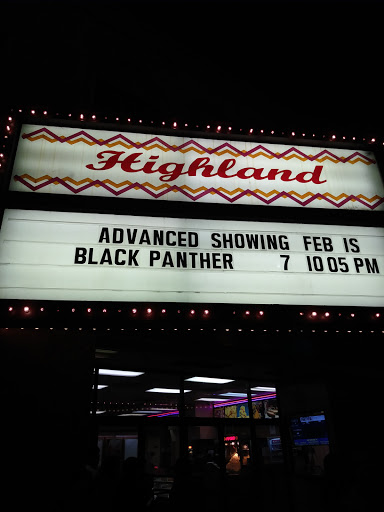 Highland
ADVANCED SHOWING FEB IS
BLACK PANTHER 7 10 05 PM